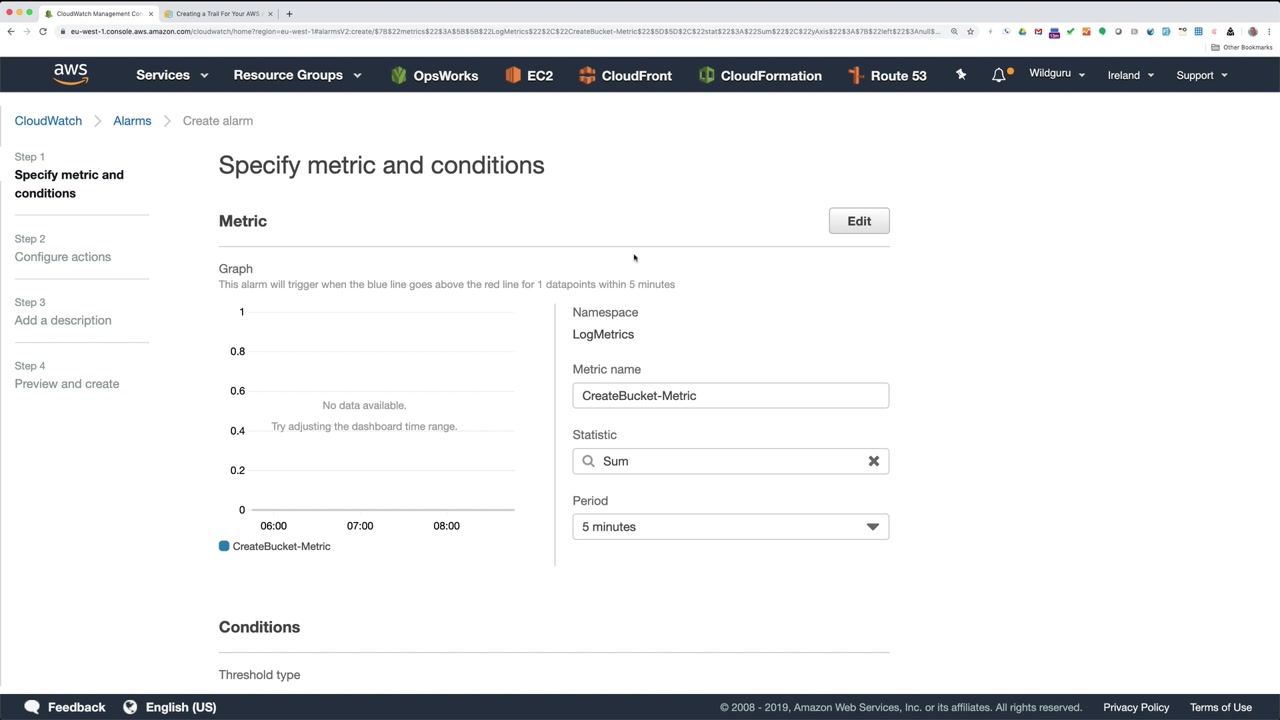 CloudWatch Management Con
Creating a Trail For Your AWS
eu-west-1.console.aws.amazon.com/cloudwatch/home?region=eu-west-1#alarmsV2:create/$7B$22metrics$22$3A$5B$5B$22LogMetrics$22$2C$22CreateBucket-Metric$22$5D$5D$2C$22stat$22$3A$22Sum$22$2C$22yAxis$22$3A$7B$22left$22$3Anull$...
Other Bookmarks
aws Services Resource Groups OpsWorks EC2 CloudFront CloudFormation Route 53 Wildguru Ireland Support
CloudWatch Alarms Create alarm
Step 1
Specify metric and conditions
Step 2
Configure actions
Step 3
Add a description
Step 4
Preview and create
Specify metric and conditions
Metric
Edit
Graph
This alarm will trigger when the blue line goes above the red line for 1 datapoints within 5 minutes
1
0.8
0.6
0.4
0.2
0
No data available.
Try adjusting the dashboard time range.
06:00 07:00 08:00
CreateBucket-Metric
Namespace
LogMetrics
Metric name
CreateBucket-Metric
Statistic
Sum
Period
5 minutes
Conditions
Threshold type
Feedback English (US) © 2008 - 2019, Amazon Web Services, Inc. or its affiliates. All rights reserved. Privacy Policy Terms of Use